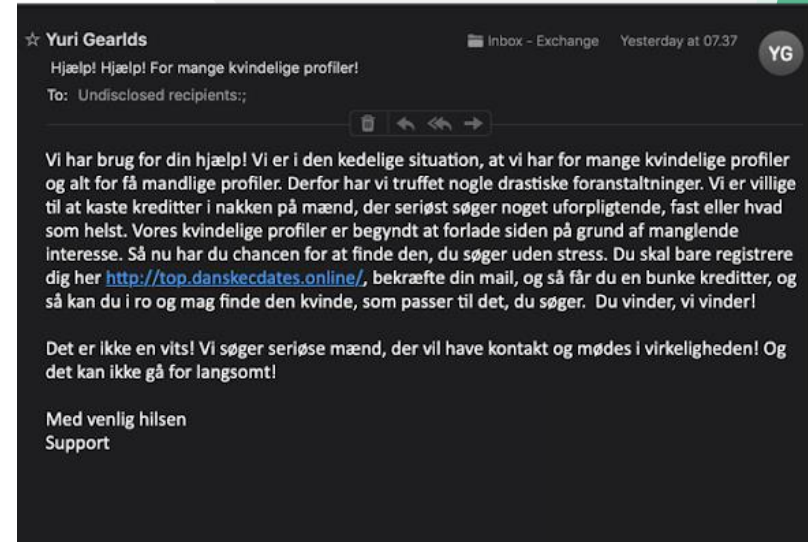 ☆ Yuri Gearlds
Inbox - Exchange Yesterday at 07.37
YG
Hjælp! Hjælp! For mange kvindelige profiler!
To: Undisclosed recipients:;
Vi har brug for din hjælp! Vi er i den kedelige situation, at vi har for mange kvindelige profiler
og alt for få mandlige profiler. Derfor har vi truffet nogle drastiske foranstaltninger. Vi er villige
til at kaste kreditter i nakken på mænd, der seriøst søger noget uforpligtende, fast eller hvad
som helst. Vores kvindelige profiler er begyndt at forlade siden på grund af manglende
interesse. Så nu har du chancen for at finde den, du søger uden stress. Du skal bare registrere
dig her http://top.danskecdates.online/, bekræfte din mail, og så får du en bunke kreditter, og
så kan du i ro og mag finde den kvinde, som passer til det, du søger. Du vinder, vi vinder!
Det er ikke en vits! Vi søger seriøse mænd, der vil have kontakt og mødes i virkeligheden! Og
det kan ikke gå for langsomt!
Med venlig hilsen
Support